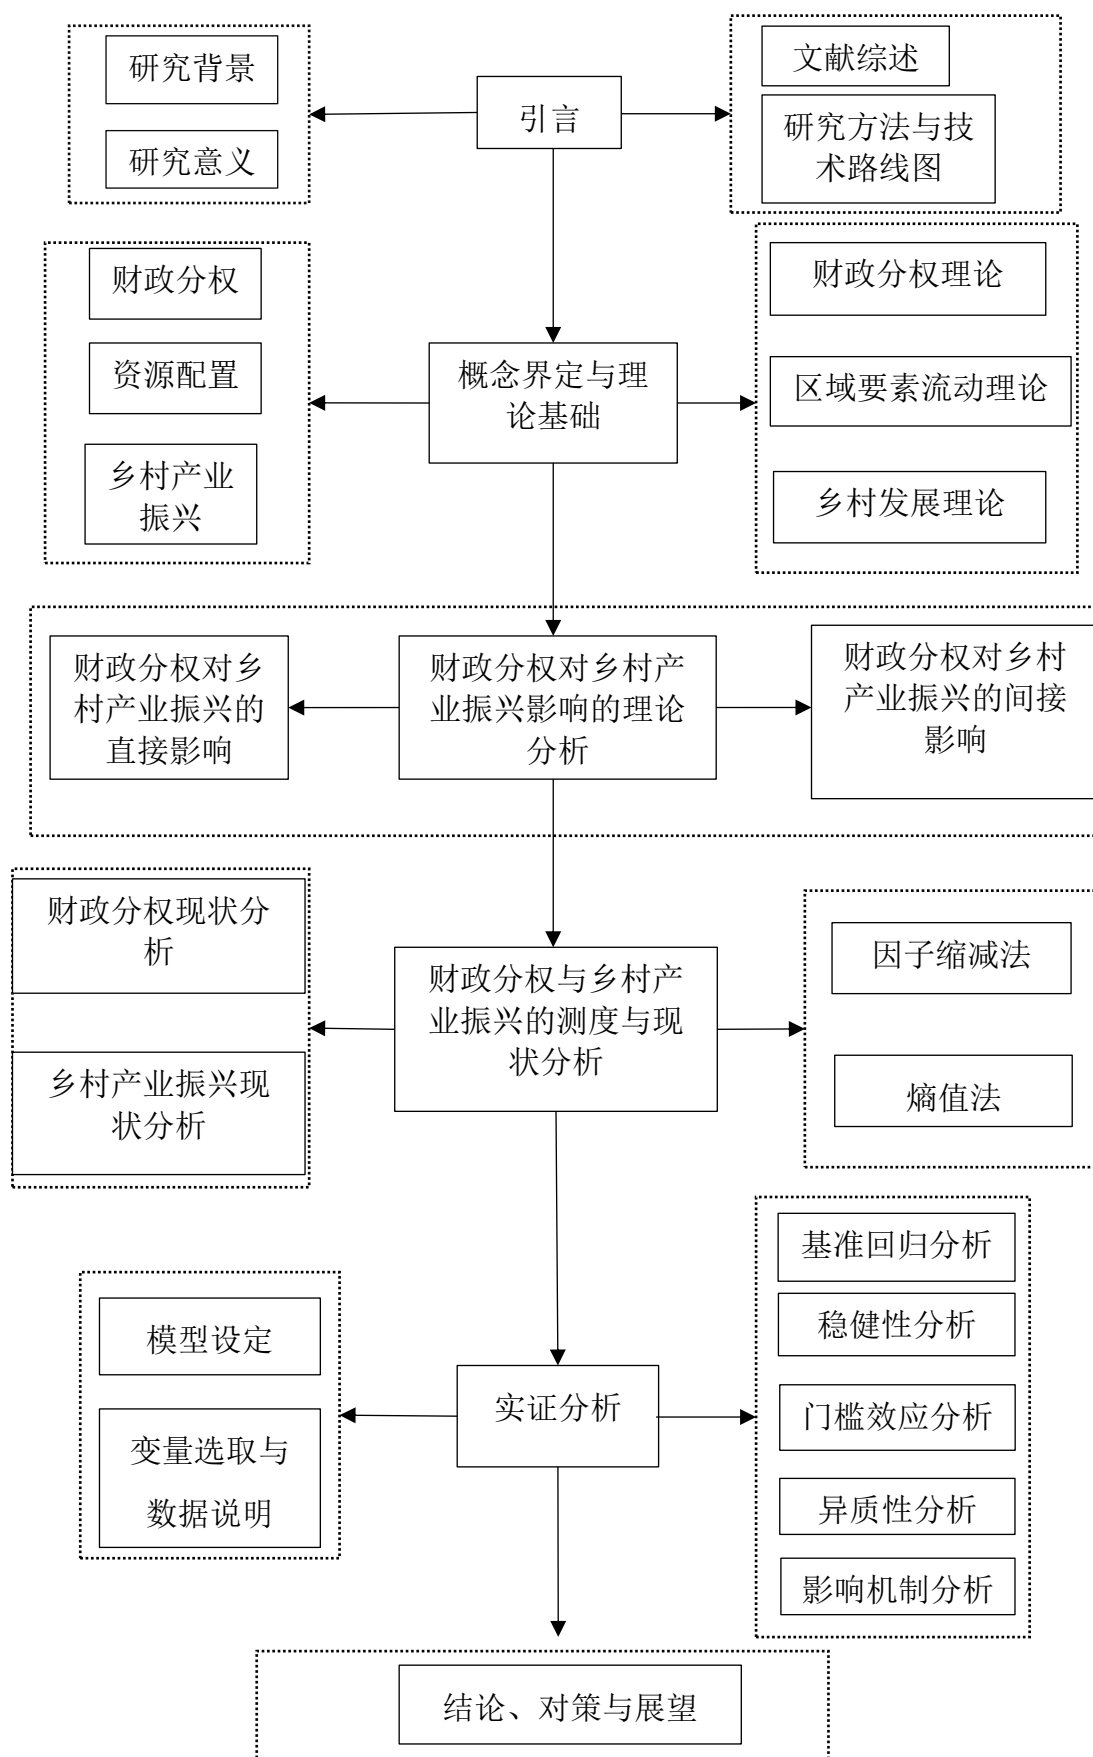 研究背景
研究意义
引言
文献综述
研究方法与技
术路线图
财政分权
资源配置
乡村产业
振兴
概念界定与理
论基础
财政分权理论
区域要素流动理论
乡村发展理论
财政分权对乡
村产业振兴的
直接影响
财政分权对乡村产
业振兴影响的理论
分析
财政分权对乡村
产业振兴的间接
影响
财政分权现状分
析
乡村产业振兴现
状分析
财政分权与乡村产
业振兴的测度与现
状分析
因子缩减法
熵值法
模型设定
变量选取与
数据说明
实证分析
基准回归分析
稳健性分析
门槛效应分析
异质性分析
影响机制分析
结论、对策与展望